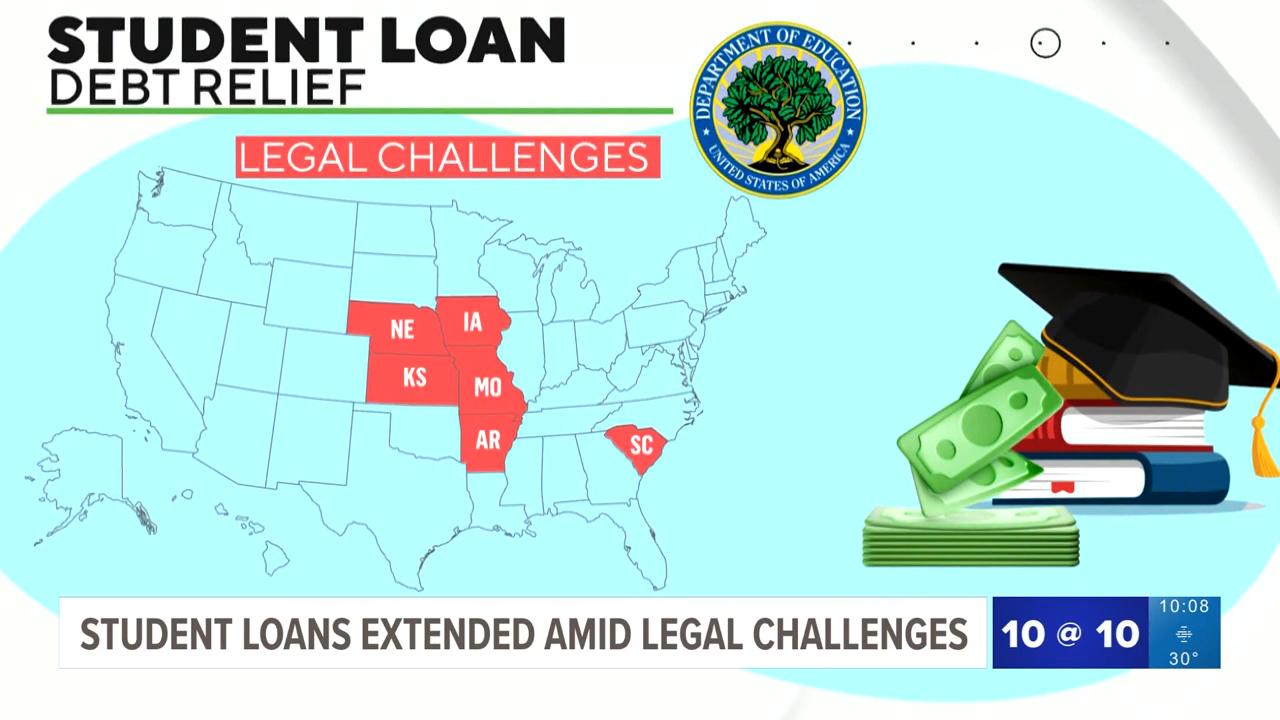 STUDENT LOAN
DEBT RELIEF
DEPARTMENT OF EDUCATION
UNITED STATES OF AMERICA
LEGAL CHALLENGES
NE
IA
KS
MO
AR
SC
STUDENT LOANS EXTENDED AMID LEGAL CHALLENGES
10 @ 10
10:08
30°